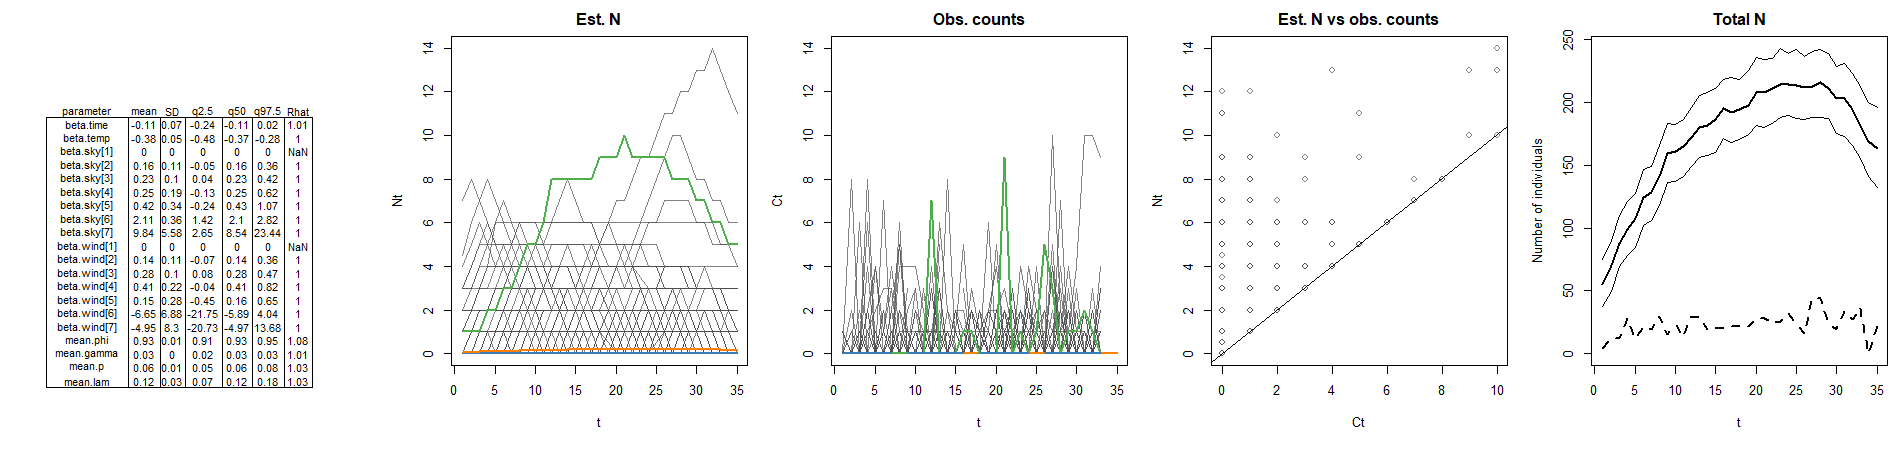 parameter mean SD q2.5 q50 q97.5 Rhat
beta.time -0.11 0.07 -0.24 -0.11 0.02 1.01
beta.temp -0.38 0.05 -0.48 -0.37 -0.28 1
beta.sky[1] 0 0 0 0 0 NaN
beta.sky[2] 0.16 0.11 -0.05 0.16 0.36 1
beta.sky[3] 0.23 0.1 0.04 0.23 0.42 1
beta.sky[4] 0.25 0.19 -0.13 0.25 0.62 1
beta.sky[5] 0.42 0.34 -0.24 0.43 1.07 1
beta.sky[6] 2.11 0.36 1.42 2.1 2.82 1
beta.sky[7] 9.84 5.58 2.65 8.54 23.44 1
beta.wind[1] 0 0 0 0 0 NaN
beta.wind[2] 0.14 0.11 -0.07 0.14 0.36 1
beta.wind[3] 0.28 0.1 0.08 0.28 0.47 1
beta.wind[4] 0.41 0.22 -0.04 0.41 0.82 1
beta.wind[5] 0.15 0.28 -0.45 0.16 0.65 1
beta.wind[6] -6.65 6.88 -21.75 -5.89 4.04 1
beta.wind[7] -4.95 8.3 -20.73 -4.97 13.68 1
mean.phi 0.93 0.01 0.91 0.93 0.95 1.08
mean.gamma 0.03 0 0.02 0.03 0.03 1.01
mean.p 0.06 0.01 0.05 0.06 0.08 1.03
mean.lam 0.12 0.03 0.07 0.12 0.18 1.03
Est. N
Nt
0 2 4 6 8 10 12 14
0 5 10 15 20 25 30 35
t
Obs. counts
Ct
0 2 4 6 8 10 12 14
0 5 10 15 20 25 30 35
t
Est. N vs obs. counts
Nt
0 2 4 6 8 10 12 14
0 2 4 6 8 10
Ct
Total N
Number of individuals
0 50 100 150 200 250
0 5 10 15 20 25 30 35
t